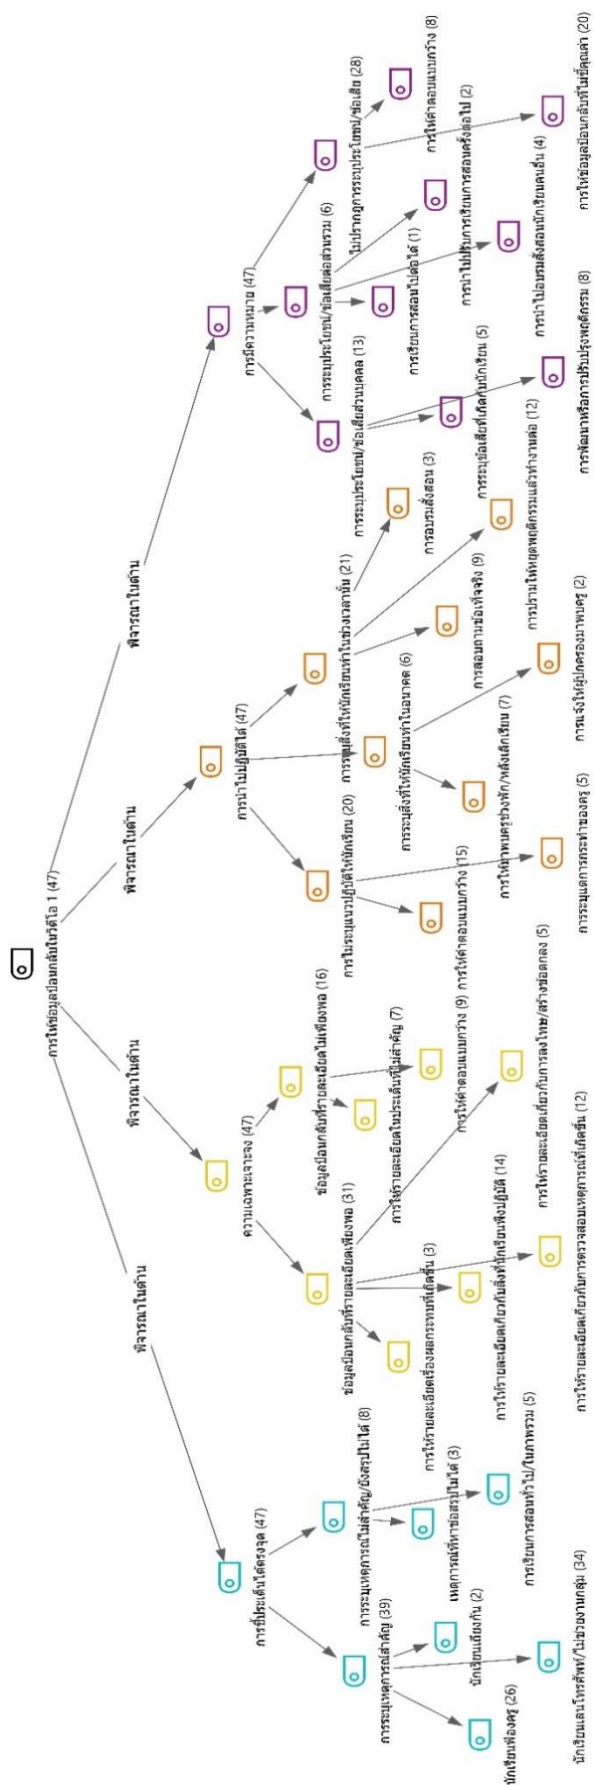 การให้ข้อมูลป้อนกลับในวิดีโอ 1 (47)
พิจารณาในด้าน
พิจารณาในด้าน
พิจารณาในด้าน
พิจารณาในด้าน
การชี้ประเด็นได้ตรงจุด (47)
ความเฉพาะเจาะจง (47)
การนำไปปฏิบัติได้ (47)
การมีความหมาย (47)
การระบุเหตุการณ์สำคัญ (39)
การระบุเหตุการณ์ไม่สำคัญ/ยังสรุปไม่ได้ (8)
ข้อมูลป้อนกลับที่รายละเอียดเพียงพอ (31)
ข้อมูลป้อนกลับที่รายละเอียดไม่เพียงพอ (16)
การไม่ระบุแนวปฏิบัติให้นักเรียน (20)
การระบุสิ่งที่ให้นักเรียนทำในอนาคต (6)
การระบุสิ่งที่ให้นักเรียนทำในช่วงเวลานั้น (21)
การระบุประโยชน์/ข้อเสียส่วนบุคคล (13)
การระบุประโยชน์/ข้อเสียต่อส่วนรวม (6)
ไม่ปรากฏการระบุประโยชน์/ข้อเสีย (28)
นักเรียนฟ้องครู (26)
นักเรียนเถียงกัน (2)
นักเรียนเล่นโทรศัพท์/ไม่ช่วยงานกลุ่ม (34)
เหตุการณ์ที่หาข้อสรุปไม่ได้ (3)
การเรียนการสอนทั่วไป/ในภาพรวม (5)
การให้รายละเอียดเรื่องผลกระทบที่เกิดขึ้น (3)
การให้รายละเอียดเกี่ยวกับสิ่งที่นักเรียนพึงปฏิบัติ (14)
การให้รายละเอียดเกี่ยวกับการตรวจสอบเหตุการณ์ที่เกิดขึ้น (12)
การให้รายละเอียดเกี่ยวกับการลงโทษ/สร้างข้อตกลง (5)
การให้รายละเอียดในประเด็นที่ไม่สำคัญ (7)
การให้คำตอบแบบกว้าง (9)
การให้คำตอบแบบกว้าง (15)
การระบุแต่การกระทำของครู (5)
การให้มาพบครูช่วงพัก/หลังเลิกเรียน (7)
การแจ้งให้ผู้ปกครองมาพบครู (2)
การสอบถามข้อเท็จจริง (9)
การปรามให้หยุดพฤติกรรมแล้วทำงานต่อ (12)
การอบรมสั่งสอน (3)
การระบุข้อเสียที่เกิดกับนักเรียน (5)
การพัฒนาหรือการปรับปรุงพฤติกรรม (8)
การเรียนการสอนไปต่อได้ (1)
การนำไปปรับการเรียนการสอนครั้งต่อไป (2)
การนำไปอบรมสั่งสอนนักเรียนคนอื่น (4)
การให้คำตอบแบบกว้าง (8)
การให้ข้อมูลป้อนกลับที่ไม่ชี้คุณค่า (20)